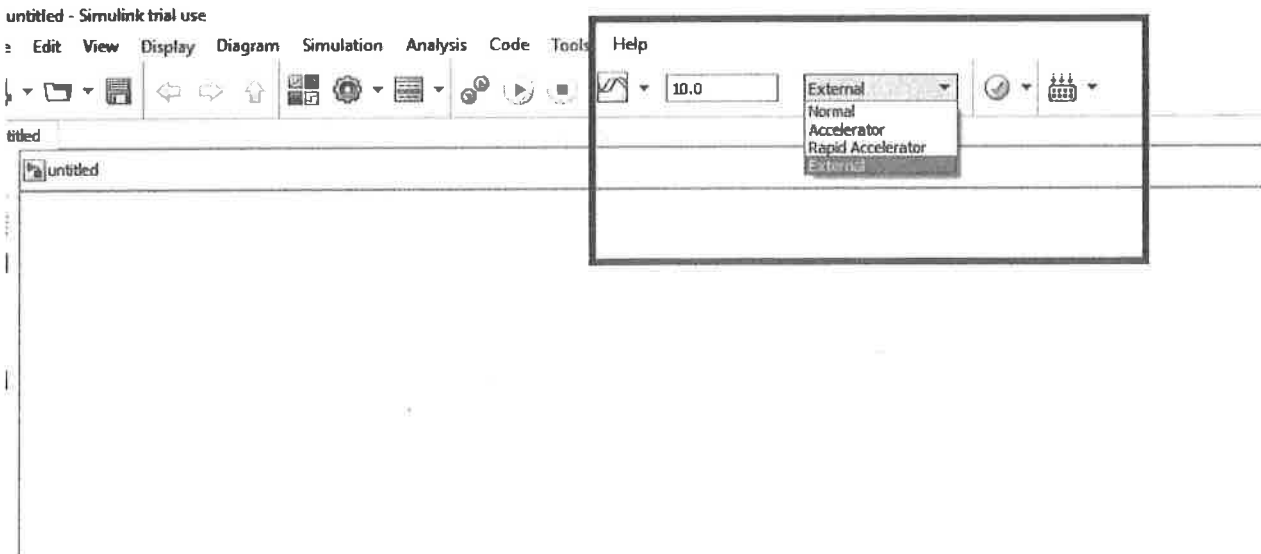 untitled - Simulink trial use
e Edit View Display Diagram Simulation Analysis Code Tools Help
10.0 External
Normal
Accelerator
Rapid Accelerator
External
titled
untitled